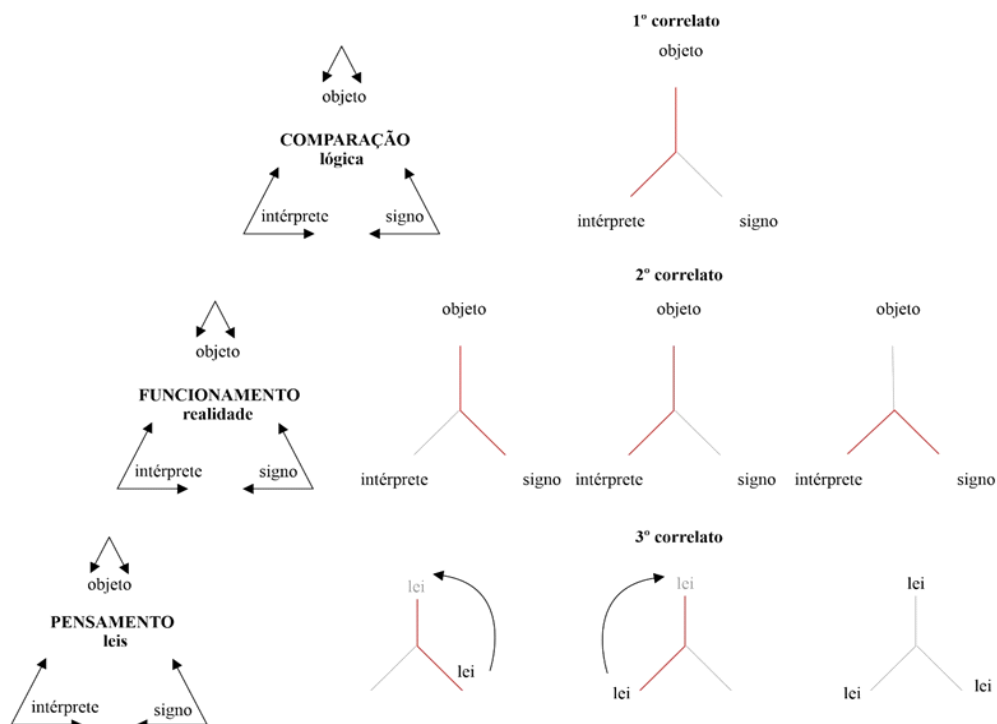 1º correlato
objeto
objeto
COMPARAÇÃO
lógica
intérprete signo
intérprete signo
2º correlato
objeto objeto objeto
objeto
FUNCIONAMENTO
realidade
intérprete signo
intérprete signo intérprete signo intérprete signo
3º correlato
objeto
lei lei lei
PENSAMENTO
leis
lei
intérprete signo
lei lei lei